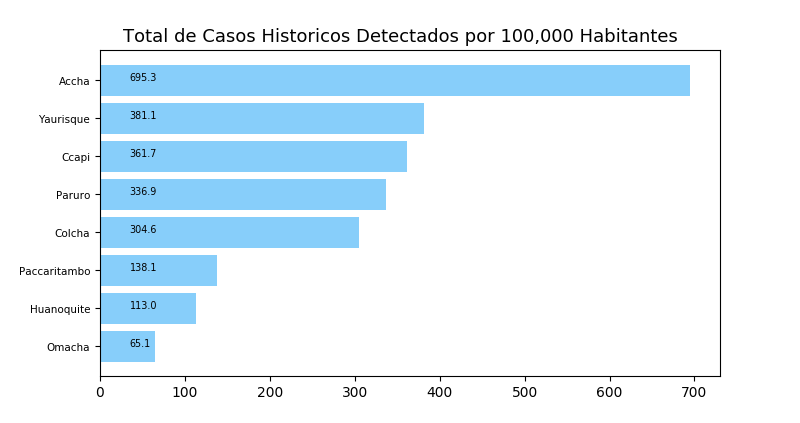 Total de Casos Historicos Detectados por 100,000 Habitantes
Accha 695.3
Yaurisque 381.1
Ccapi 361.7
Paruro 336.9
Colcha 304.6
Paccaritambo 138.1
Huanoquite 113.0
Omacha 65.1
0 100 200 300 400 500 600 700